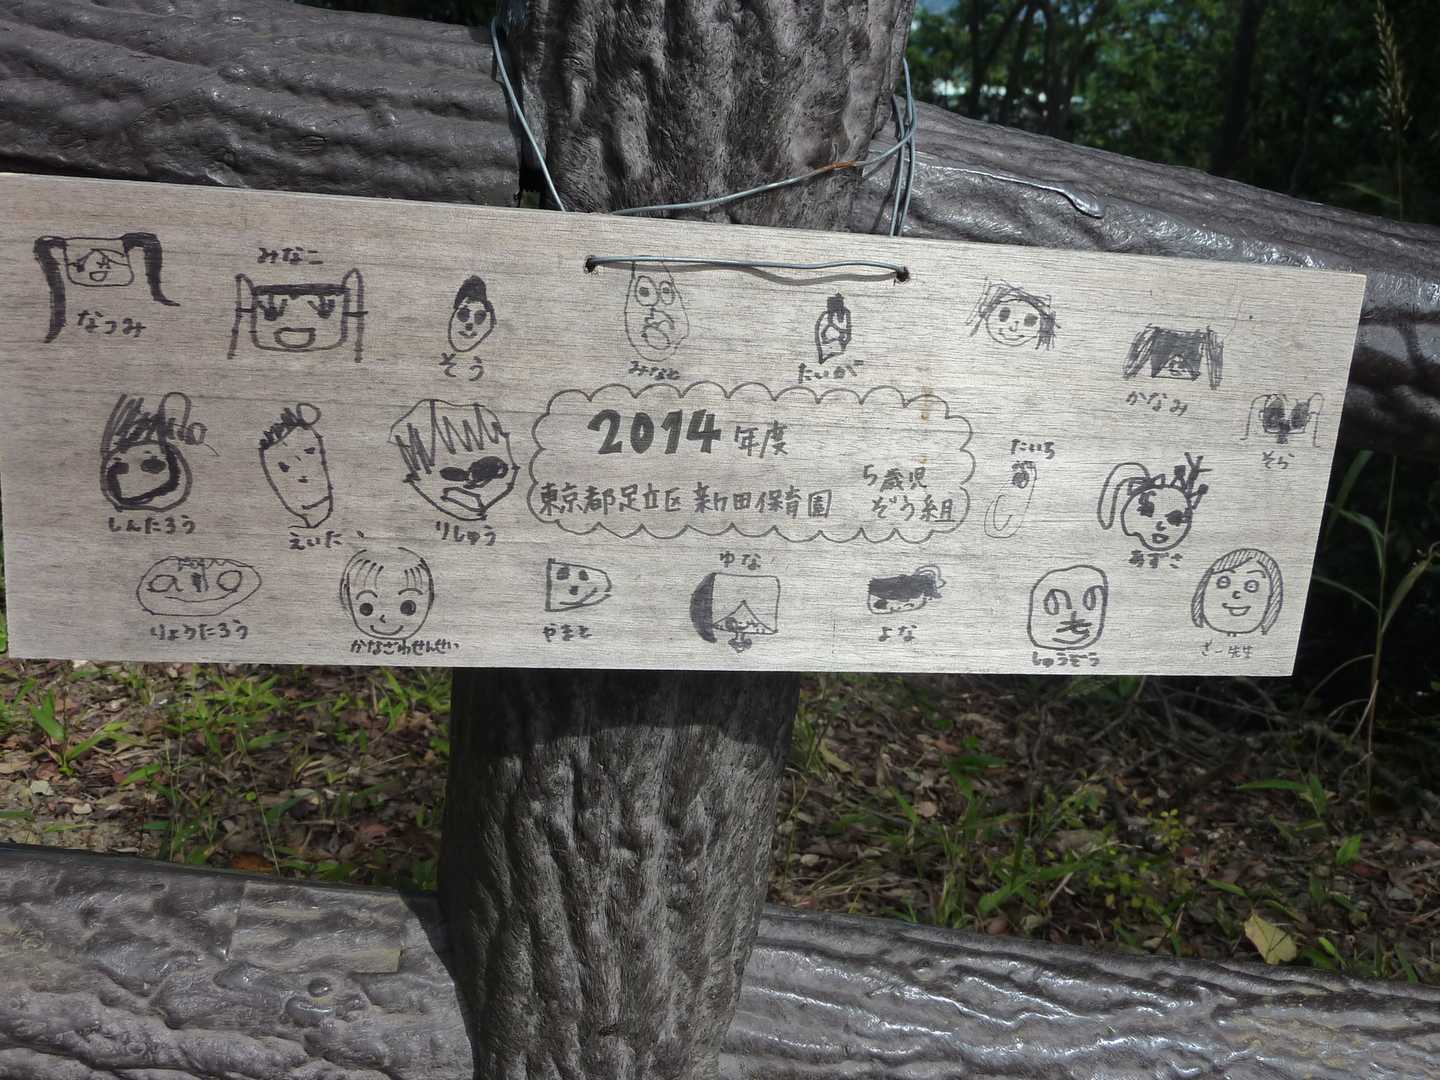 みなこ
なつみ
そう
みなと
たいが
かなみ
そら
2014年度
5歳児
東京都足立区 新田保育園
ぞう組
たいち
しんたろう
えいた
りしゅう
あずさ
りょうたろう
かなざわせんせい
やまと
ゆな
よな
しゅうぞう
さー先生